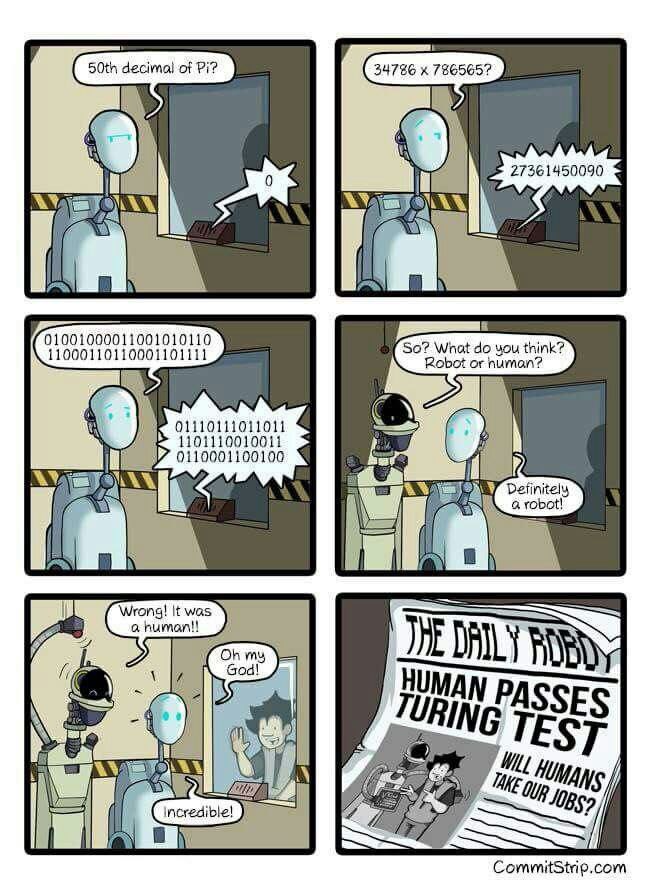 50th decimal of Pi?
0
34786 x 786565?
27361450090
01001000011001010110
11000110110001101111
01110111011011
1101110010011
0110001100100
So? What do you think?
Robot or human?
Definitely
a robot!
Wrong! It was
a human!!
Oh my
God!
Incredible!
THE DAILY ROBOT
HUMAN PASSES
TURING TEST
WILL HUMANS
TAKE OUR JOBS?
CommitStrip.com